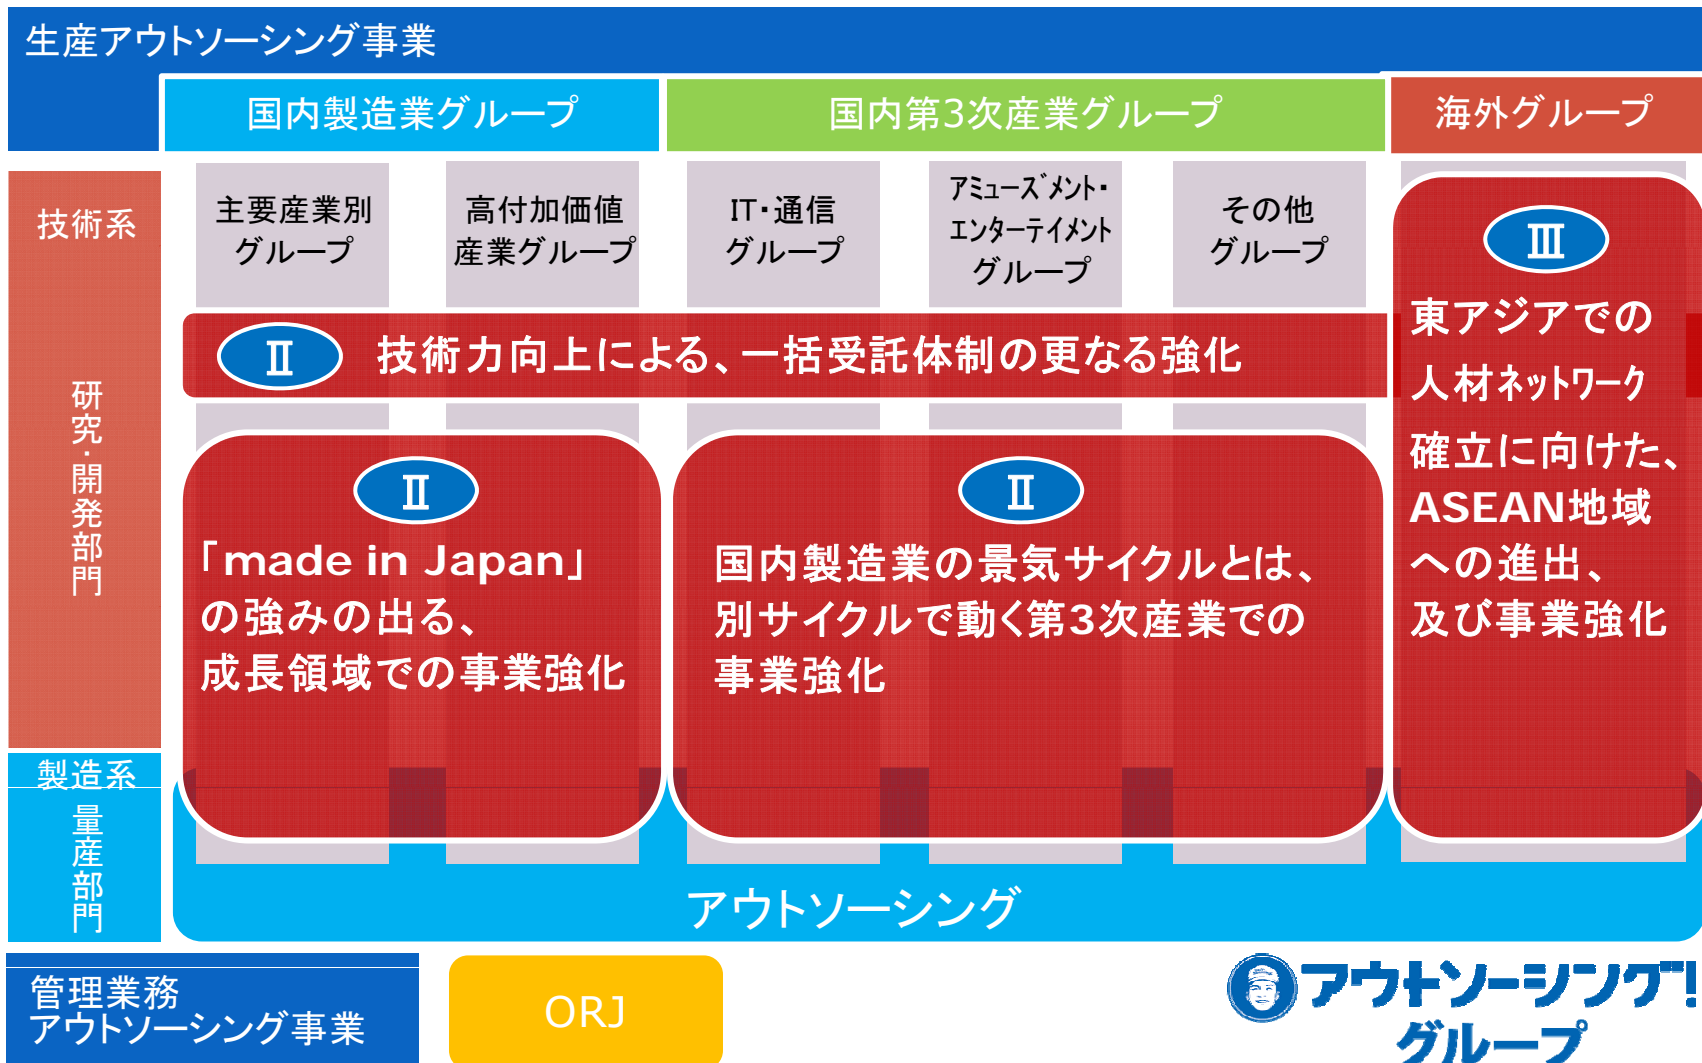 生産アウトソーシング事業
国内製造業グループ
国内第3次産業グループ
海外グループ
技術系
研究・開発部門
主要産業別
グループ
高付加価値
産業グループ
IT・通信
グループ
アミューズメント・
エンターテイメント
グループ
その他
グループ
Ⅱ
技術力向上による、一括受託体制の更なる強化
Ⅱ
「made in Japan」
の強みの出る、
成長領域での事業強化
Ⅱ
国内製造業の景気サイクルとは、
別サイクルで動く第3次産業での
事業強化
Ⅲ
東アジアでの
人材ネットワーク
確立に向けた、
ASEAN地域
への進出、
及び事業強化
製造系
量産部門
アウトソーシング
管理業務
アウトソーシング事業
ORJ
アウトソーシング!
グループ